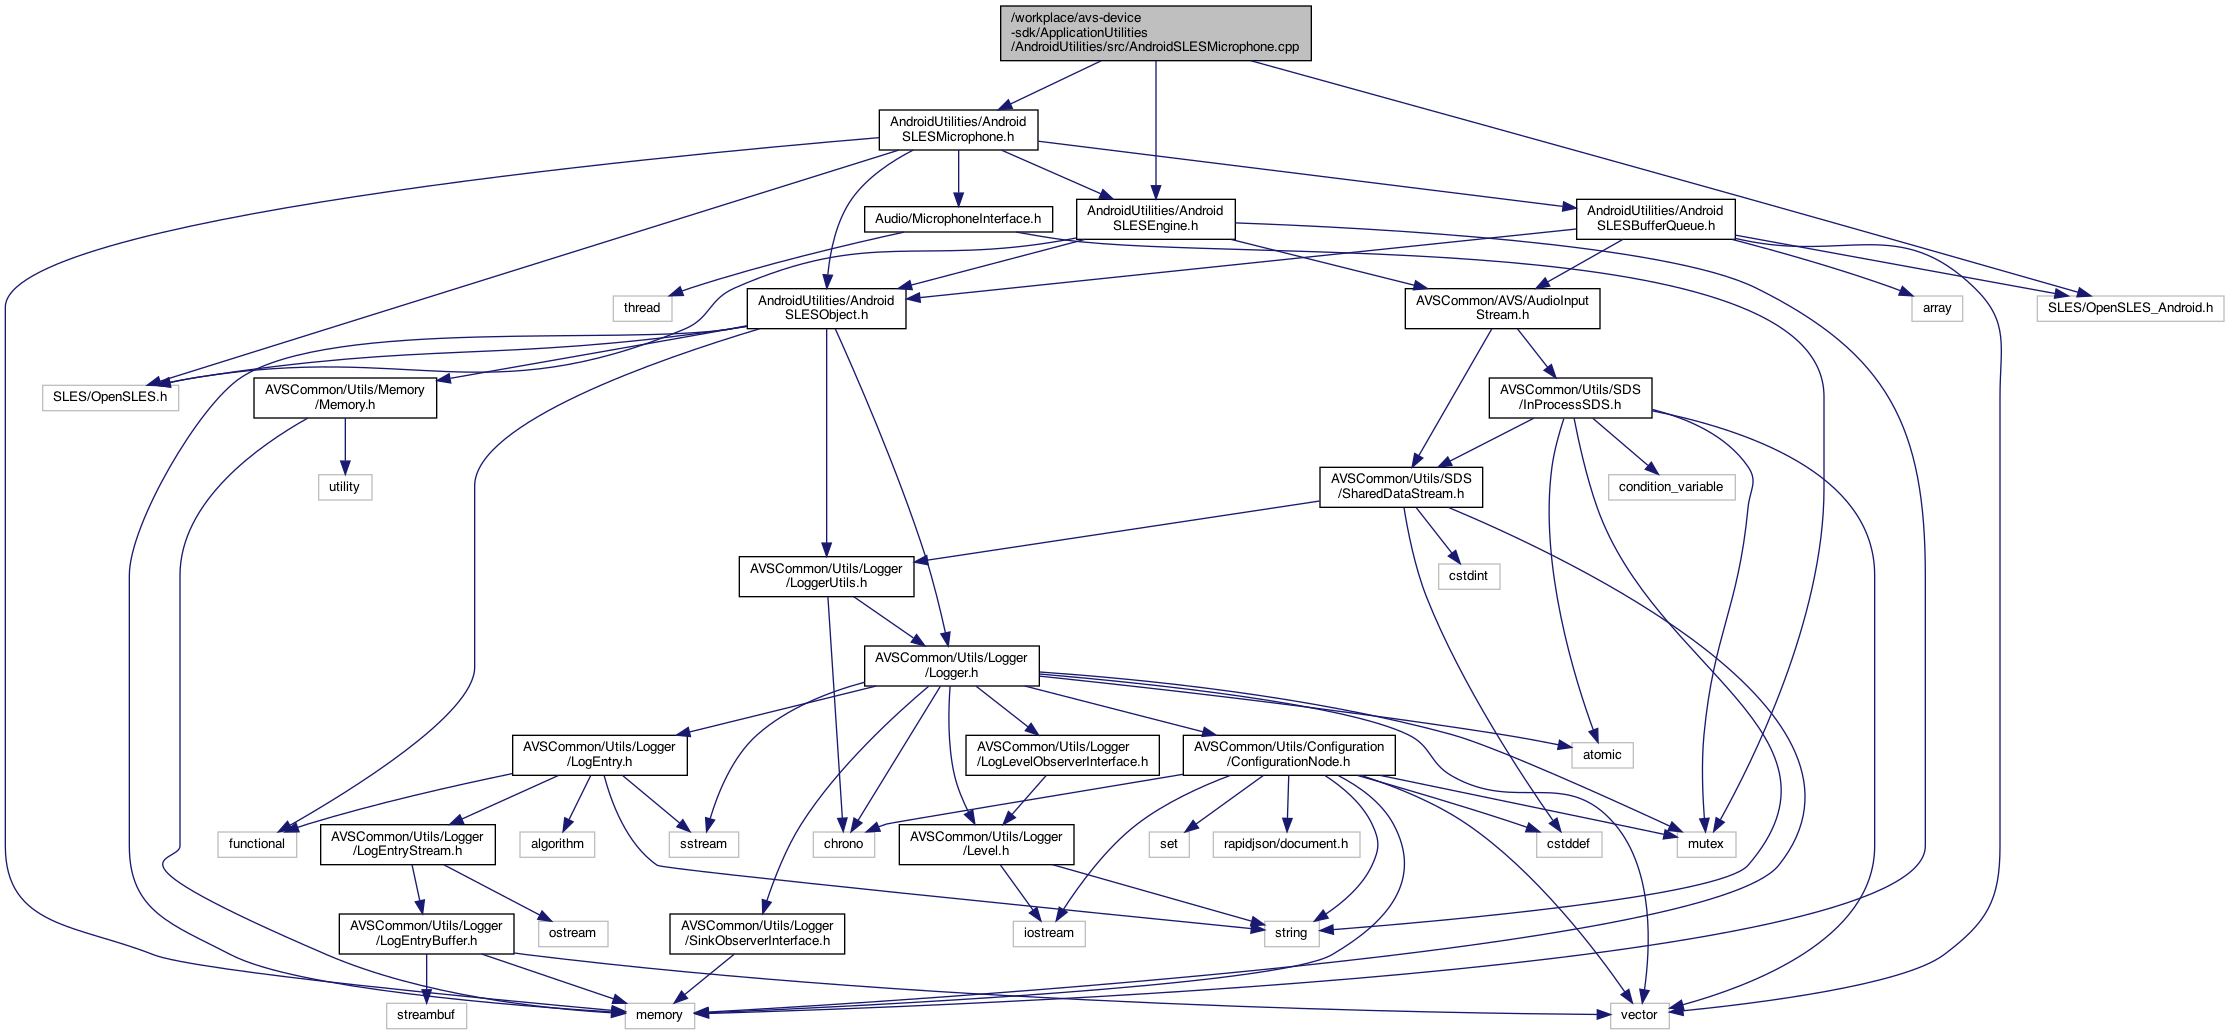 /workplace/avs-device
-sdk/ApplicationUtilities
/AndroidUtilities/src/AndroidSLESMicrophone.cpp
AndroidUtilities/Android
SLESMicrophone.h
Audio/MicrophoneInterface.h
AndroidUtilities/Android
SLESEngine.h
AndroidUtilities/Android
SLESBufferQueue.h
thread
AndroidUtilities/Android
SLESObject.h
AVSCommon/AVS/AudioInput
Stream.h
array
SLES/OpenSLES_Android.h
SLES/OpenSLES.h
AVSCommon/Utils/Memory
/Memory.h
AVSCommon/Utils/SDS
/InProcessSDS.h
utility
AVSCommon/Utils/SDS
/SharedDataStream.h
condition_variable
AVSCommon/Utils/Logger
/LoggerUtils.h
cstdint
AVSCommon/Utils/Logger
/Logger.h
AVSCommon/Utils/Logger
/LogEntry.h
AVSCommon/Utils/Logger
/LogLevelObserverInterface.h
AVSCommon/Utils/Configuration
/ConfigurationNode.h
atomic
functional
AVSCommon/Utils/Logger
/LogEntryStream.h
algorithm
sstream
chrono
AVSCommon/Utils/Logger
/Level.h
set
rapidjson/document.h
cstddef
mutex
AVSCommon/Utils/Logger
/LogEntryBuffer.h
ostream
AVSCommon/Utils/Logger
/SinkObserverInterface.h
iostream
string
streambuf
memory
vector